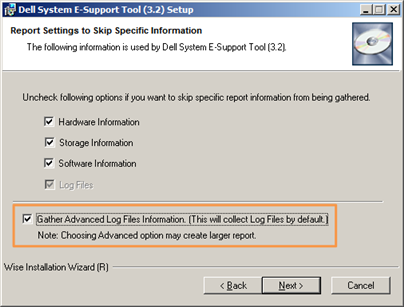 Dell System E-Support Tool (3.2) Setup
Report Settings to Skip Specific Information
The following information is used by Dell System E-Support Tool (3.2).
Uncheck following options if you want to skip specific report information from being gathered.
Hardware Information
Storage Information
Software Information
Log Files
Gather Advanced Log Files Information. (This will collect Log Files by default.)
Note: Choosing Advanced option may create larger report.
Wise Installation Wizard (R)
< Back
Next >
Cancel